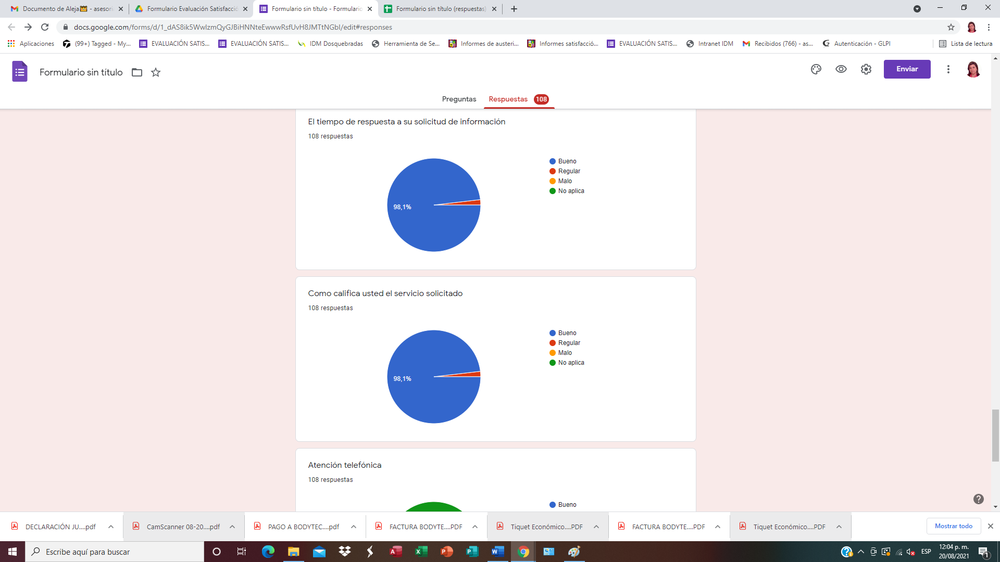 Documento de Aleja - asesori
Formulario Evaluación Satisfacció
Formulario sin título - Formulario
Formulario sin título (respuestas)
docs.google.com/forms/d/1_dAS8ik5WwlzmQyGJBiHNNteEwwwRsfUvH8JMTtNGbI/edit#responses
Aplicaciones
(99+) Tagged - My...
EVALUACIÓN SATIS...
EVALUACIÓN SATIS...
IDM Dosquebradas
Herramienta de Se...
Informes de austeri...
Informes satisfacció...
EVALUACIÓN SATIS...
Intranet IDM
Recibidos (766) - as...
Autenticación - GLPI
Lista de lectura
Formulario sin título
Enviar
Preguntas
Respuestas 108
El tiempo de respuesta a su solicitud de información
108 respuestas
98,1%
Bueno
Regular
Malo
No aplica
Como califica usted el servicio solicitado
108 respuestas
98,1%
Bueno
Regular
Malo
No aplica
Atención telefónica
108 respuestas
Bueno
DECLARACIÓN JU....pdf
CamScanner 08-20....pdf
PAGO A BODYTEC....pdf
FACTURA BODYTE....PDF
Tiquet Económico....PDF
FACTURA BODYTE....PDF
Tiquet Económico....PDF
Mostrar todo
Escribe aquí para buscar
ESP
12:04 p. m.
20/08/2021
1